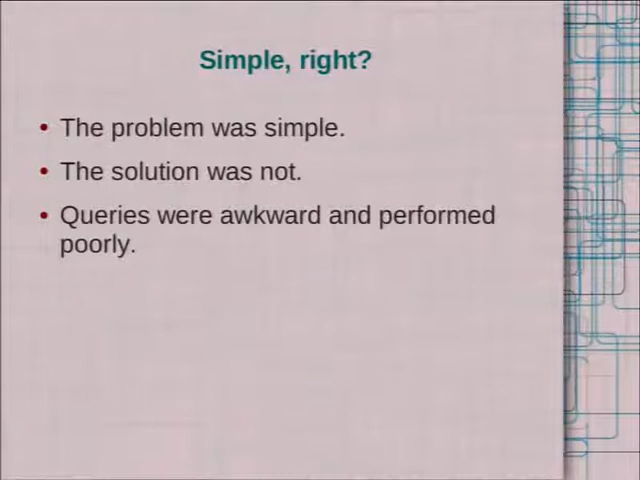 Simple, right?
• The problem was simple.
• The solution was not.
• Queries were awkward and performed
poorly.